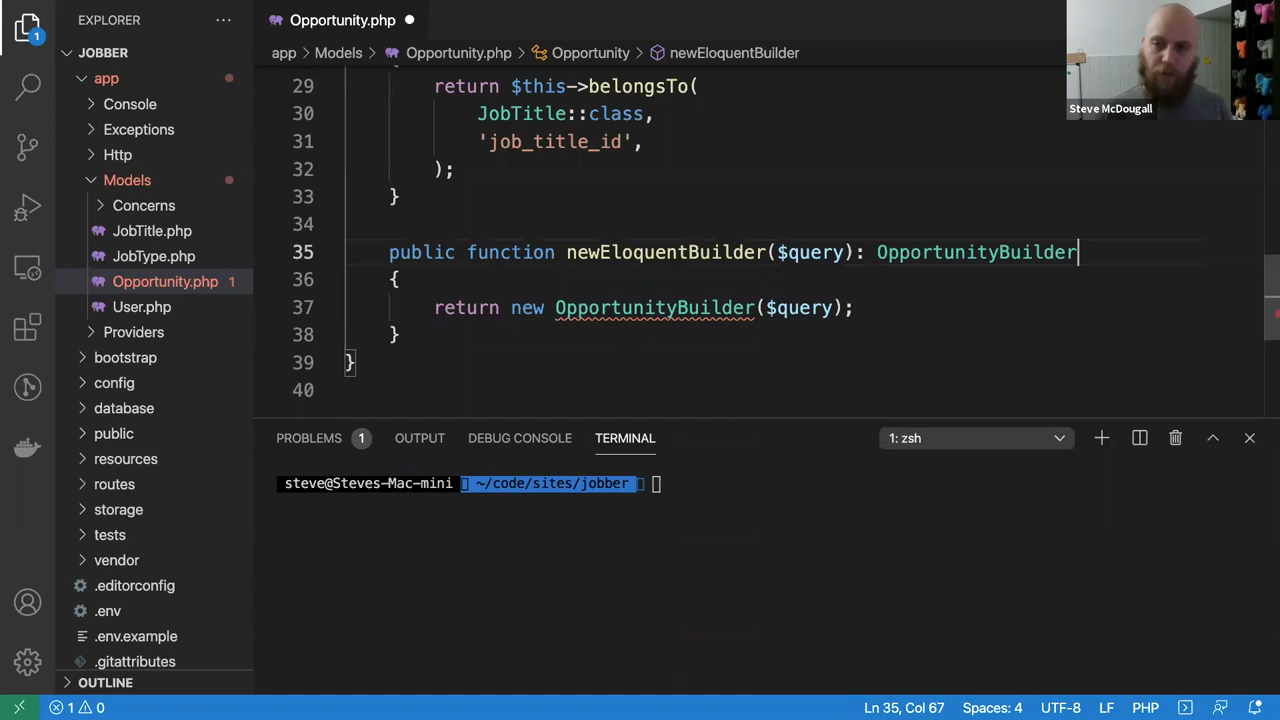 EXPLORER
JOBBER
app
Console
Exceptions
Http
Models
Concerns
JobTitle.php
JobType.php
Opportunity.php 1
User.php
Providers
bootstrap
config
database
public
resources
routes
storage
tests
vendor
.editorconfig
.env
.env.example
.gitattributes
OUTLINE
1
Opportunity.php
app > Models > Opportunity.php > Opportunity > newEloquentBuilder
Steve McDougall
{
29 return $this->belongsTo(
30 JobTitle::class,
31 'job_title_id',
32 );
33 }
34
35 public function newEloquentBuilder($query): OpportunityBuilder
36 {
37 return new OpportunityBuilder($query);
38 }
39 }
40
PROBLEMS 1 OUTPUT DEBUG CONSOLE TERMINAL 1: zsh
steve@Steves-Mac-mini ~/code/sites/jobber
1 0 Ln 35, Col 67 Spaces: 4 UTF-8 LF PHP